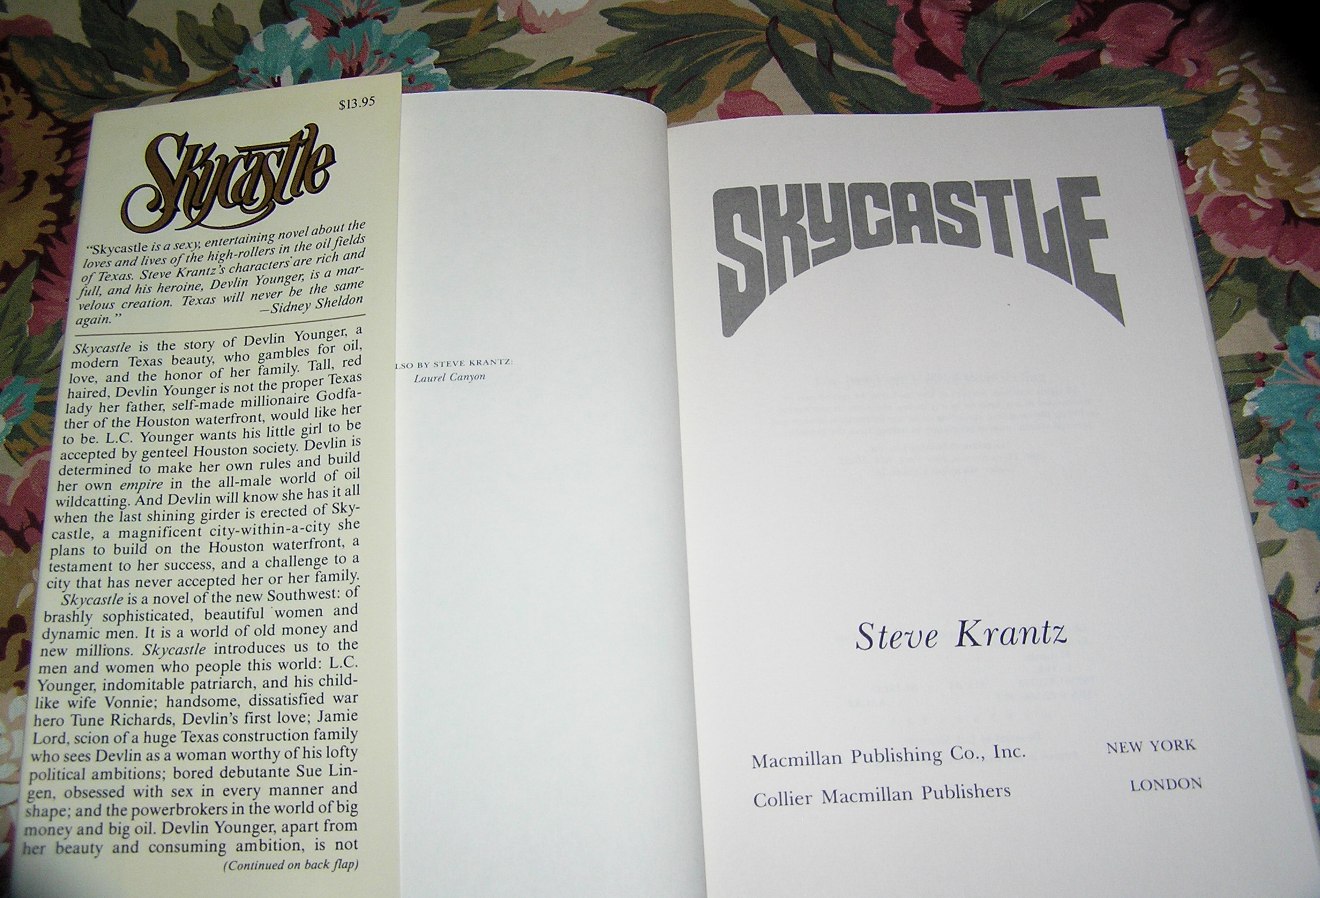 $13.95
Skycastle
"Skycastle is a sexy, entertaining novel about the
loves and lives of the high-rollers in the oil fields
of Texas. Steve Krantz's characters are rich and
full, and his heroine, Devlin Younger, is a mar-
velous creation. Texas will never be the same
again."
—Sidney Sheldon
Skycastle is the story of Devlin Younger, a
modern Texas beauty, who gambles for oil,
love, and the honor of her family. Tall, red
haired, Devlin Younger is not the proper Texas
lady her father, self-made millionaire Godfa-
ther of the Houston waterfront, would like her
to be. L.C. Younger wants his little girl to be
accepted by genteel Houston society. Devlin is
determined to make her own rules and build
her own empire in the all-male world of oil
wildcatting. And Devlin will know she has it all
when the last shining girder is erected of Sky-
castle, a magnificent city-within-a-city she
plans to build on the Houston waterfront, a
testament to her success, and a challenge to a
city that has never accepted her or her family.
Skycastle is a novel of the new Southwest: of
brashly sophisticated, beautiful women and
dynamic men. It is a world of old money and
new millions. Skycastle introduces us to the
men and women who people this world: L.C.
Younger, indomitable patriarch, and his child-
like wife Vonnie; handsome, dissatisfied war
hero Tune Richards, Devlin's first love; Jamie
Lord, scion of a huge Texas construction family
who sees Devlin as a woman worthy of his lofty
political ambitions; bored debutante Sue Lin-
gen, obsessed with sex in every manner and
shape; and the powerbrokers in the world of big
money and big oil. Devlin Younger, apart from
her beauty and consuming ambition, is not
(Continued on back flap)
LSO BY STEVE KRANTZ:
Laurel Canyon
SKYCASTLE
Steve Krantz
Macmillan Publishing Co., Inc. NEW YORK
Collier Macmillan Publishers LONDON